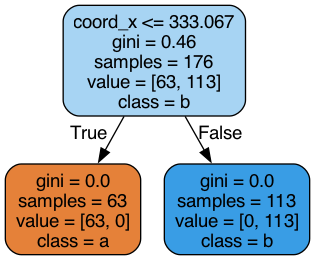 coord_x <= 333.067
gini = 0.46
samples = 176
value = [63, 113]
class = b
True
False
gini = 0.0
samples = 63
value = [63, 0]
class = a
gini = 0.0
samples = 113
value = [0, 113]
class = b